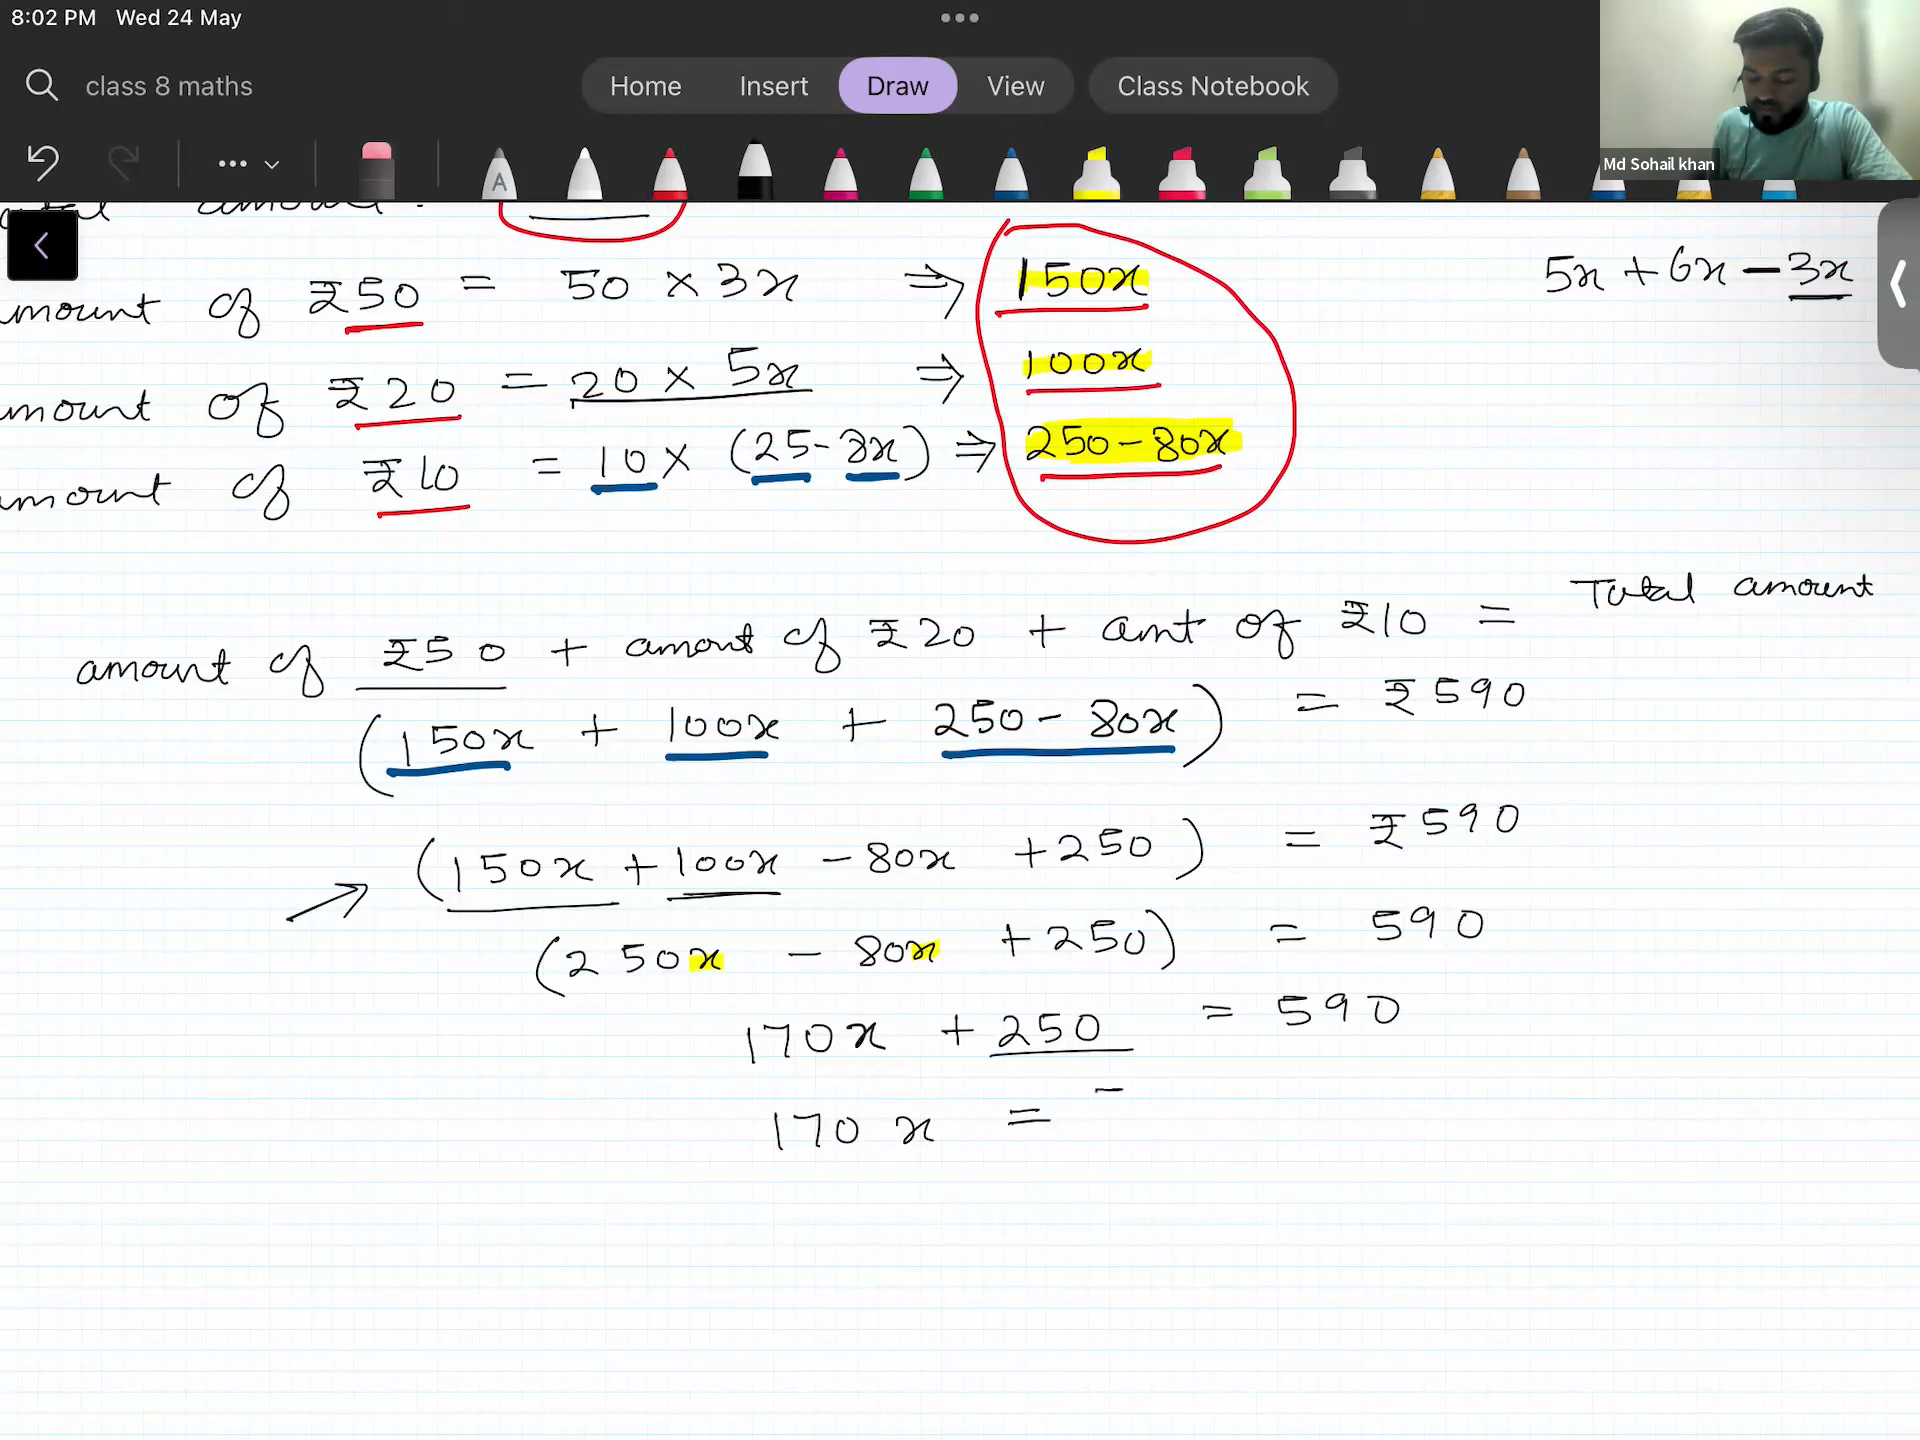 8:02 PM Wed 24 May
class 8 maths
Home Insert Draw View Class Notebook
A
Md Sohail khan
amount.
mount of ₹50 = 50 × 3x ⇒ 150x
5x + 6x - 3x
mount of ₹20 = 20 × 5x ⇒ 100x
mount of ₹10 = 10 × (25 - 8x) ⇒ 250 - 80x
amount of ₹50 + amount of ₹20 + amt of ₹10 = Total amount
(150x + 100x + 250 - 80x) = ₹590
(150x + 100x - 80x + 250) = ₹590
(250x - 80x + 250) = 590
170x + 250 = 590
170x = -